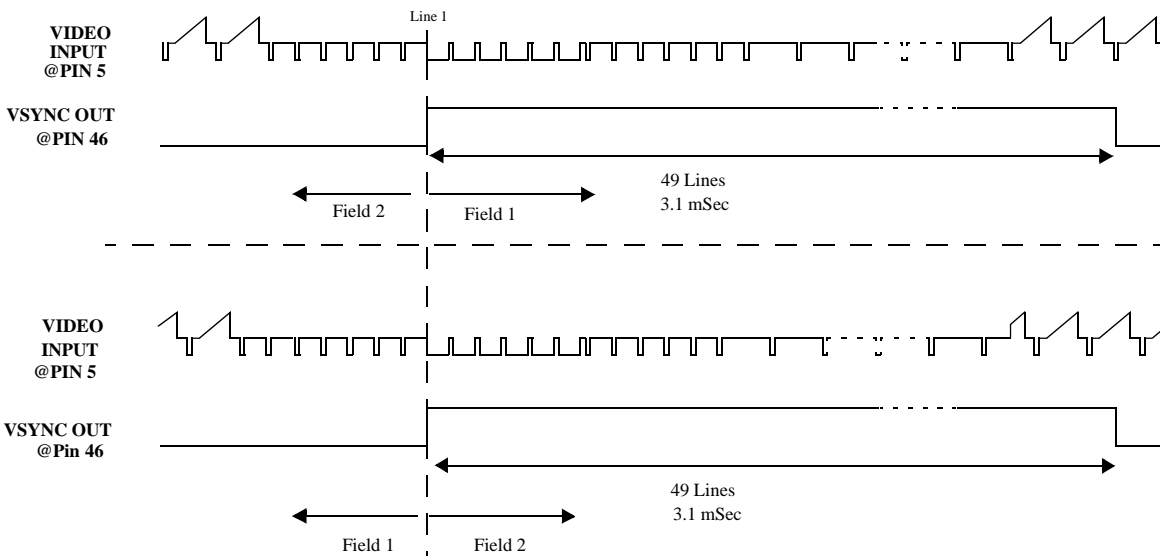 Line 1
VIDEO
INPUT
@PIN 5
VSYNC OUT
@PIN 46
49 Lines
3.1 mSec
Field 2
Field 1
VIDEO
INPUT
@PIN 5
VSYNC OUT
@Pin 46
49 Lines
3.1 mSec
Field 1
Field 2